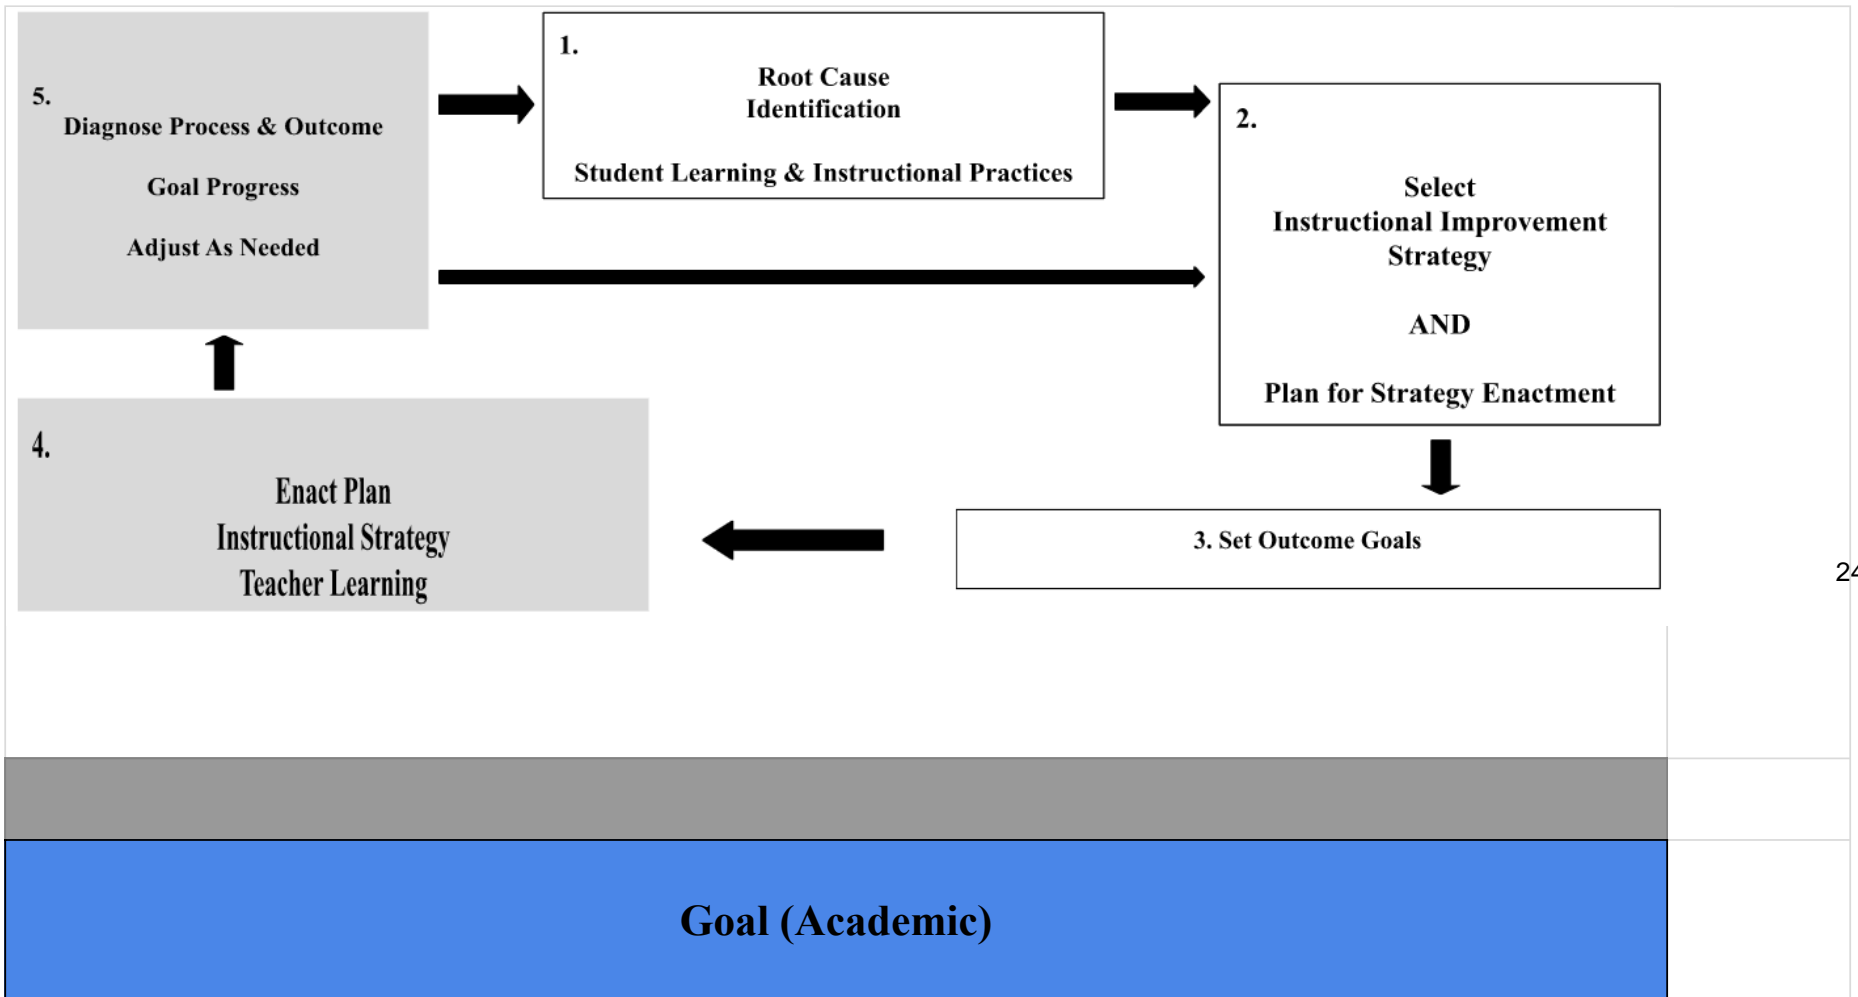 5.
Diagnose Process & Outcome
Goal Progress
Adjust As Needed
1.
Root Cause
Identification
Student Learning & Instructional Practices
2.
Select
Instructional Improvement
Strategy
AND
Plan for Strategy Enactment
3. Set Outcome Goals
4.
Enact Plan
Instructional Strategy
Teacher Learning
24
Goal (Academic)